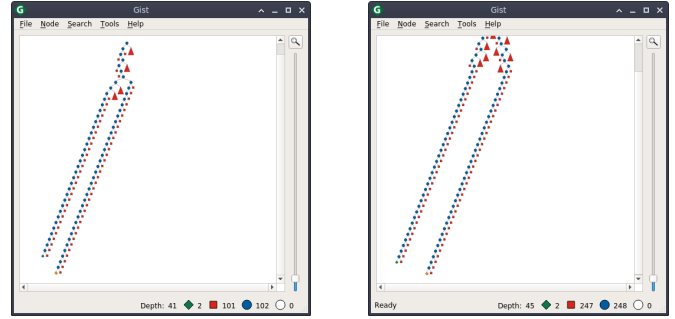 Gist
File Node Search Tools Help
Depth: 41 2 101 102 0
Gist
File Node Search Tools Help
Ready Depth: 45 2 247 248 0